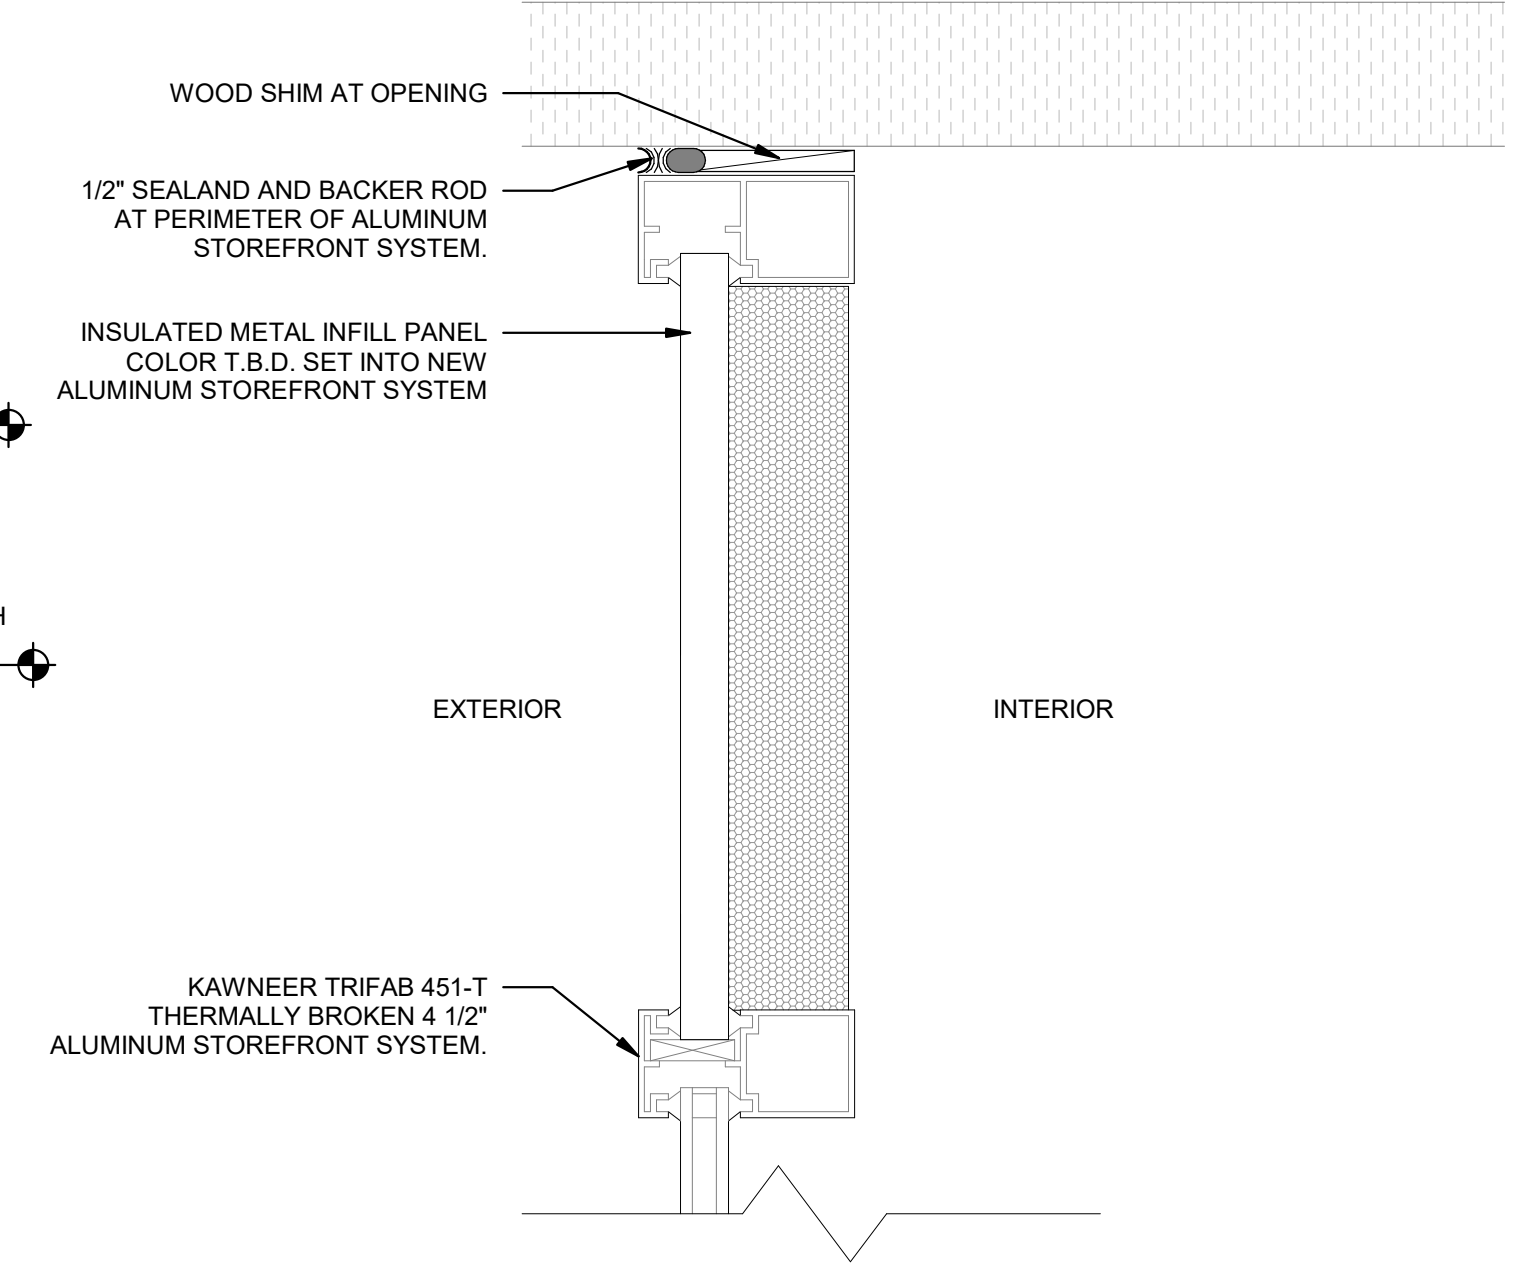 WOOD SHIM AT OPENING
1/2" SEALAND AND BACKER ROD
AT PERIMETER OF ALUMINUM
STOREFRONT SYSTEM.
INSULATED METAL INFILL PANEL
COLOR T.B.D. SET INTO NEW
ALUMINUM STOREFRONT SYSTEM
H
EXTERIOR
INTERIOR
KAWNEER TRIFAB 451-T
THERMALLY BROKEN 4 1/2"
ALUMINUM STOREFRONT SYSTEM.